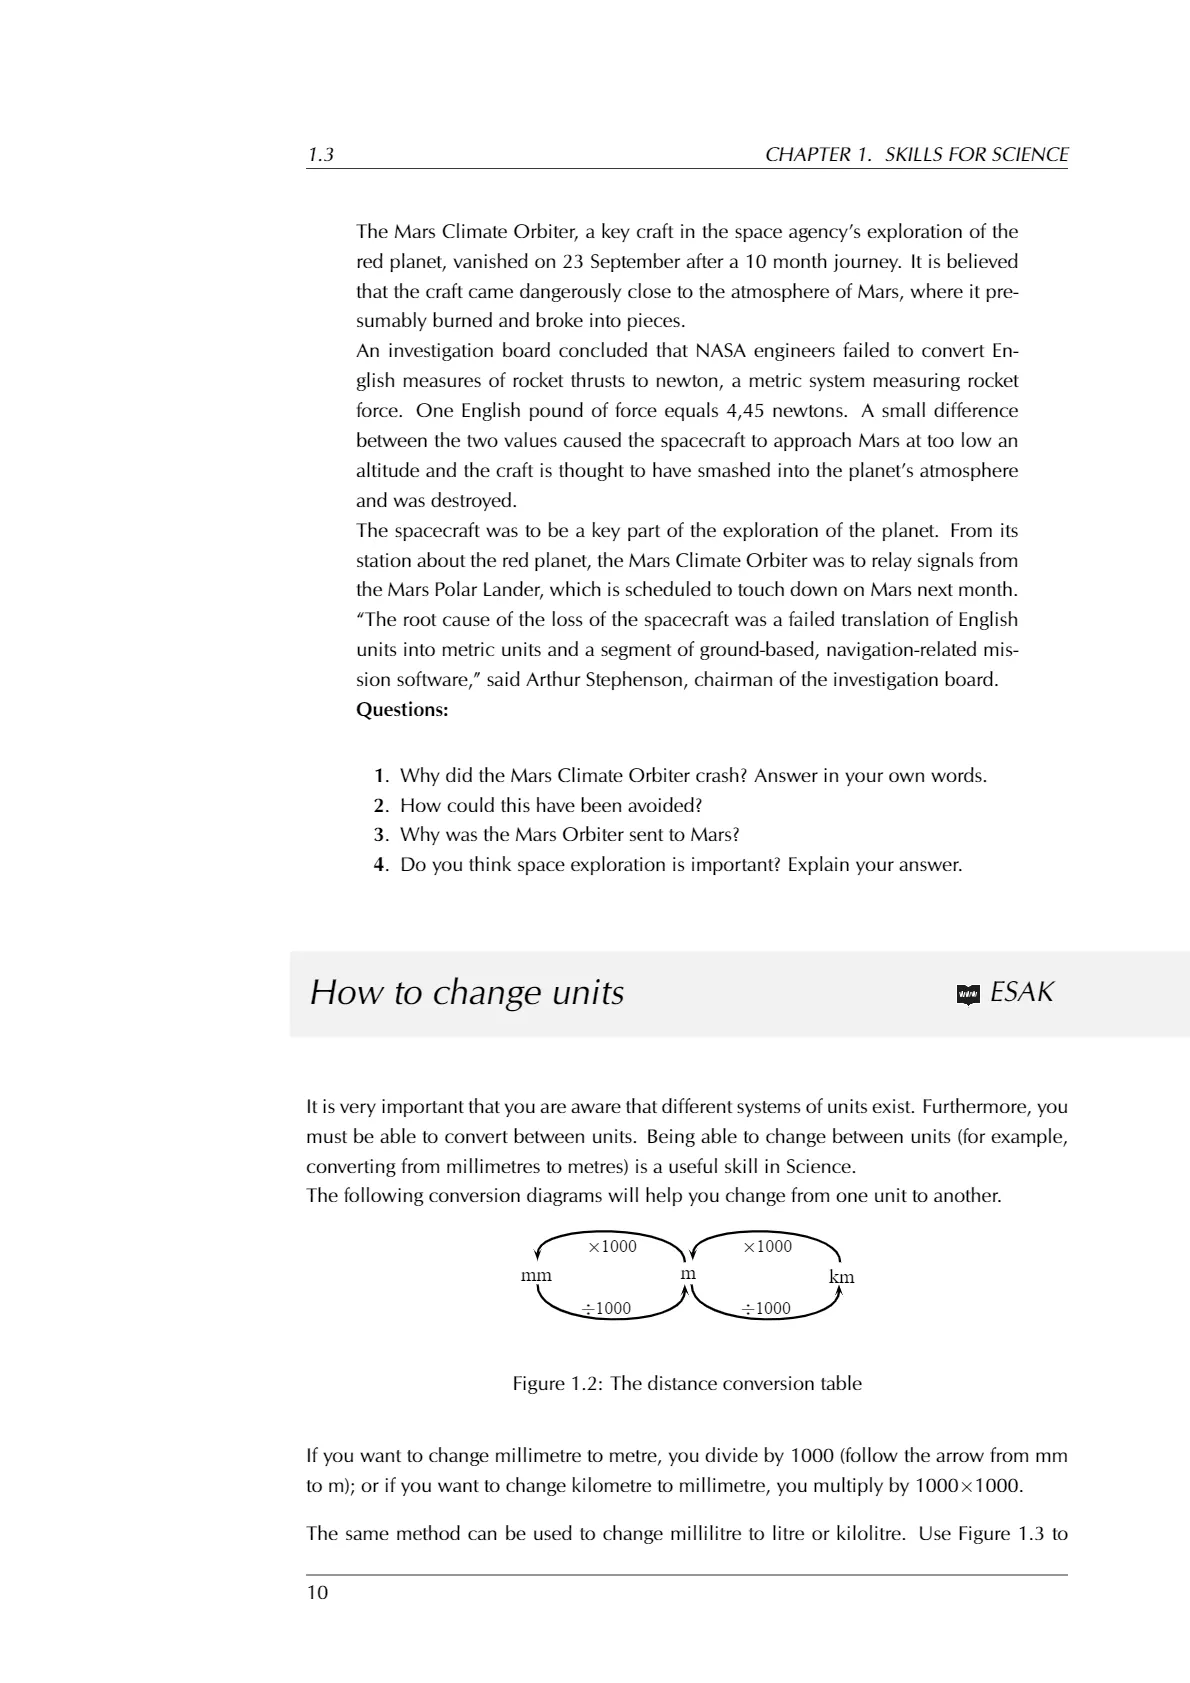 1.3 CHAPTER 1. SKILLS FOR SCIENCE
The Mars Climate Orbiter, a key craft in the space agency’s exploration of the
red planet, vanished on 23 September after a 10 month journey. It is believed
that the craft came dangerously close to the atmosphere of Mars, where it pre-
sumably burned and broke into pieces.
An investigation board concluded that NASA engineers failed to convert En-
glish measures of rocket thrusts to newton, a metric system measuring rocket
force. One English pound of force equals 4,45 newtons. A small difference
between the two values caused the spacecraft to approach Mars at too low an
altitude and the craft is thought to have smashed into the planet’s atmosphere
and was destroyed.
The spacecraft was to be a key part of the exploration of the planet. From its
station about the red planet, the Mars Climate Orbiter was to relay signals from
the Mars Polar Lander, which is scheduled to touch down on Mars next month.
“The root cause of the loss of the spacecraft was a failed translation of English
units into metric units and a segment of ground-based, navigation-related mis-
sion software,” said Arthur Stephenson, chairman of the investigation board.
Questions:
1. Why did the Mars Climate Orbiter crash? Answer in your own words.
2. How could this have been avoided?
3. Why was the Mars Orbiter sent to Mars?
4. Do you think space exploration is important? Explain your answer.
How to change units www ESAK
It is very important that you are aware that different systems of units exist. Furthermore, you
must be able to convert between units. Being able to change between units (for example,
converting from millimetres to metres) is a useful skill in Science.
The following conversion diagrams will help you change from one unit to another.
×1000 ×1000
mm m km
÷1000 ÷1000
Figure 1.2: The distance conversion table
If you want to change millimetre to metre, you divide by 1000 (follow the arrow from mm
to m); or if you want to change kilometre to millimetre, you multiply by 1000×1000.
The same method can be used to change millilitre to litre or kilolitre. Use Figure 1.3 to
10